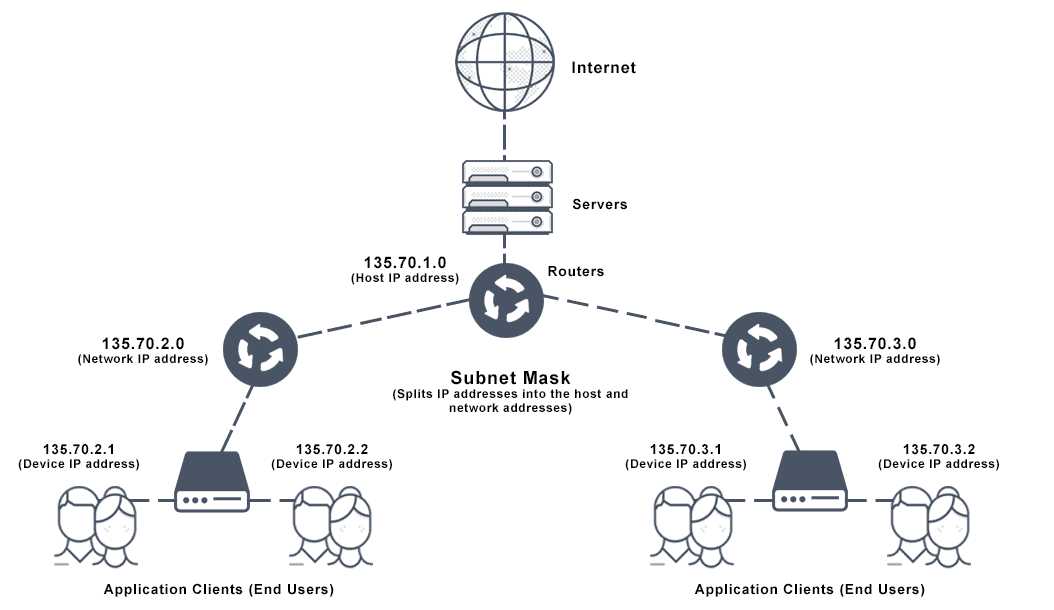 Internet
Servers
135.70.1.0
(Host IP address)
Routers
135.70.2.0
(Network IP address)
135.70.3.0
(Network IP address)
Subnet Mask
(Splits IP addresses into the host and
network addresses)
135.70.2.1
(Device IP address)
135.70.2.2
(Device IP address)
135.70.3.1
(Device IP address)
135.70.3.2
(Device IP address)
Application Clients (End Users)
Application Clients (End Users)